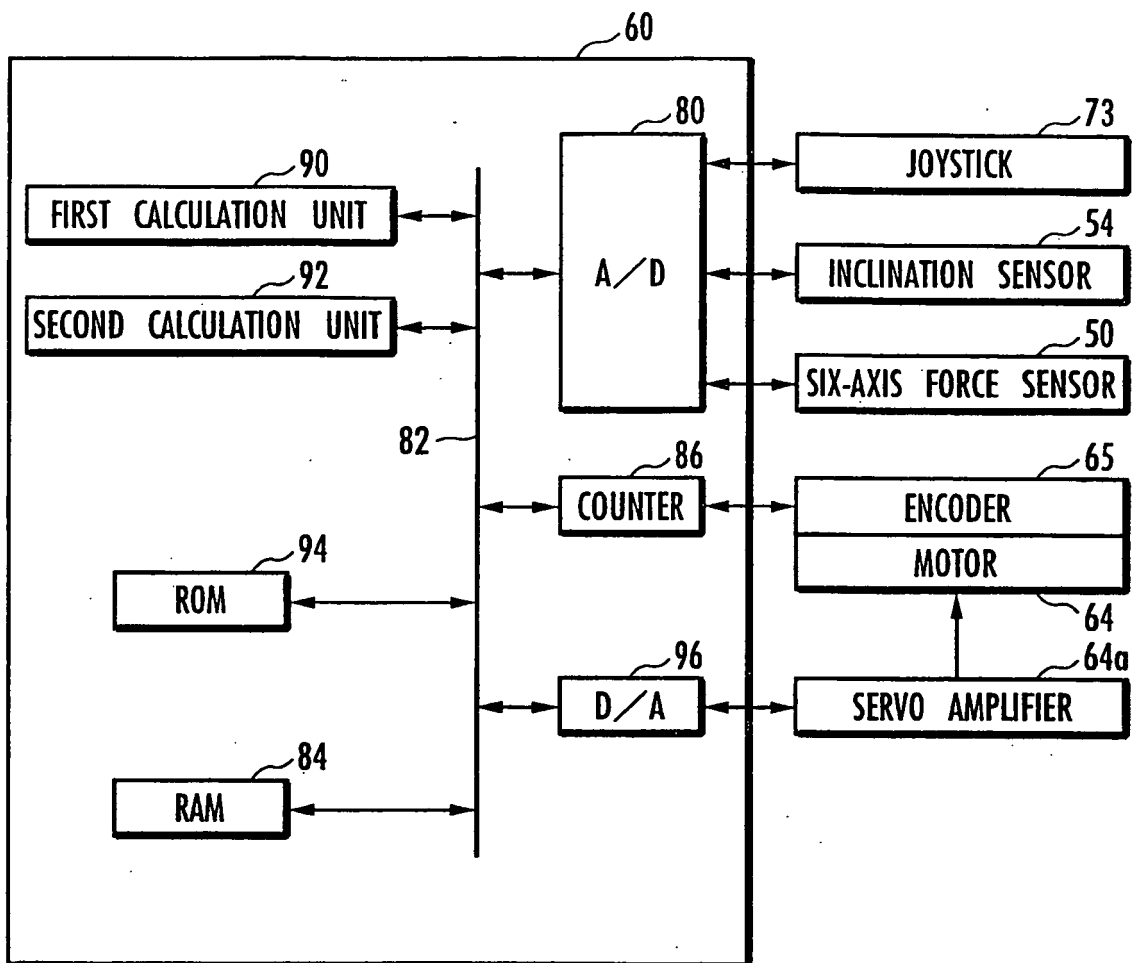 60
80
73
90
JOYSTICK
FIRST CALCULATION UNIT
54
A/D
INCLINATION SENSOR
92
SECOND CALCULATION UNIT
50
SIX-AXIS FORCE SENSOR
82
86
65
COUNTER
ENCODER
MOTOR
94
ROM
64
96
64a
D/A
SERVO AMPLIFIER
84
RAM